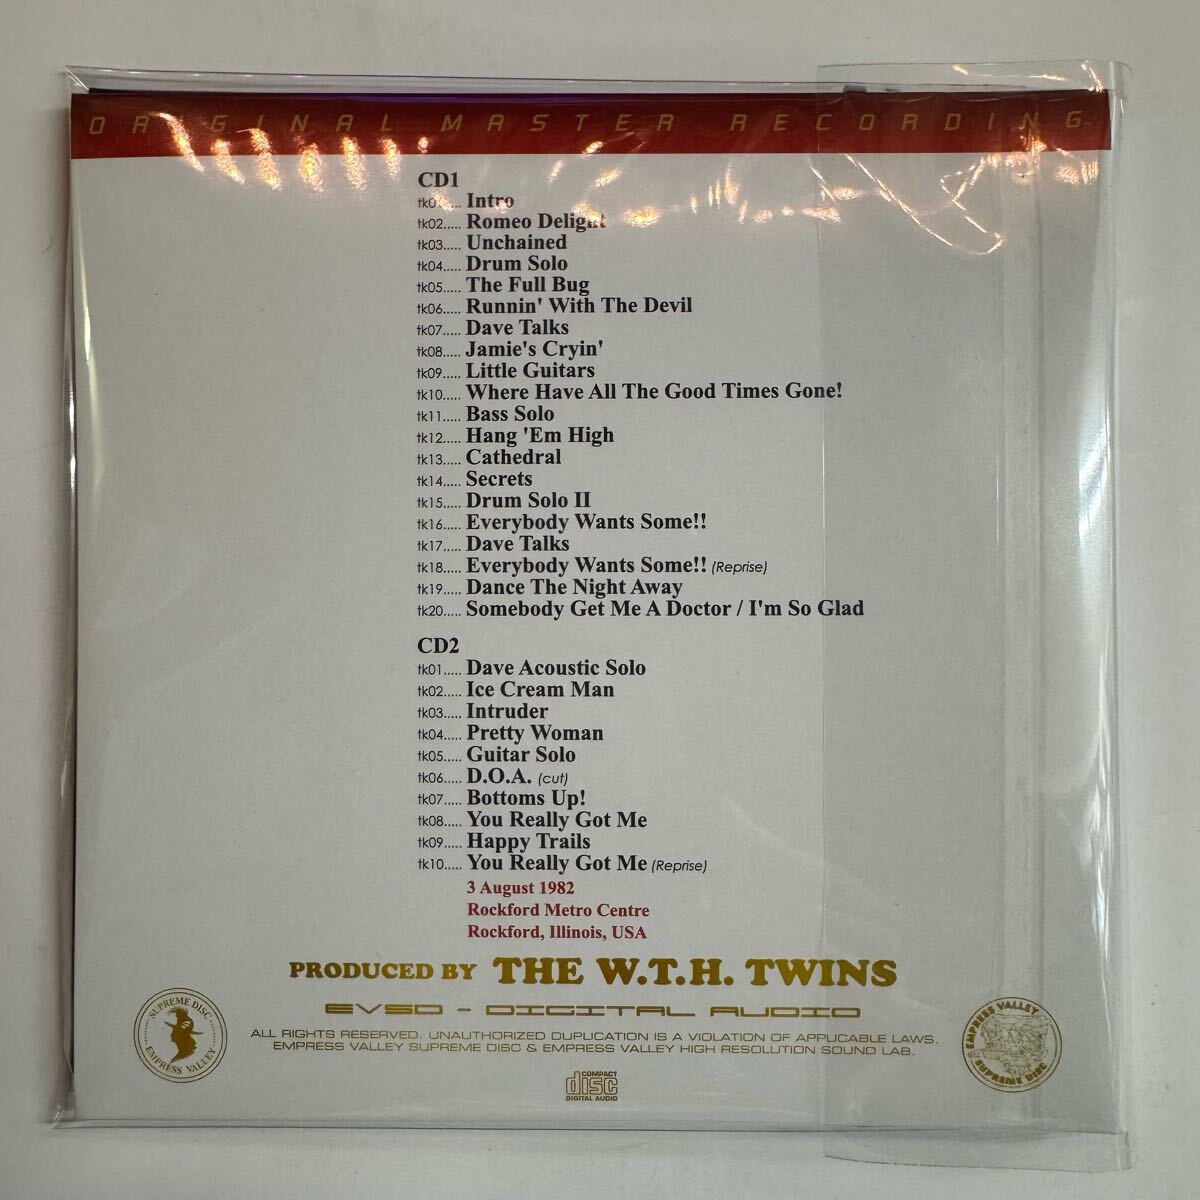 ORIGINAL MASTER RECORDING
CD1
tk01..... Intro
tk02..... Romeo Delight
tk03..... Unchained
tk04..... Drum Solo
tk05..... The Full Bug
tk06..... Runnin' With The Devil
tk07..... Dave Talks
tk08..... Jamie's Cryin'
tk09..... Little Guitars
tk10..... Where Have All The Good Times Gone!
tk11..... Bass Solo
tk12..... Hang 'Em High
tk13..... Cathedral
tk14..... Secrets
tk15..... Drum Solo II
tk16..... Everybody Wants Some!!
tk17..... Dave Talks
tk18..... Everybody Wants Some!! (Reprise)
tk19..... Dance The Night Away
tk20..... Somebody Get Me A Doctor / I'm So Glad
CD2
tk01..... Dave Acoustic Solo
tk02..... Ice Cream Man
tk03..... Intruder
tk04..... Pretty Woman
tk05..... Guitar Solo
tk06..... D.O.A. (cut)
tk07..... Bottoms Up!
tk08..... You Really Got Me
tk09..... Happy Trails
tk10..... You Really Got Me (Reprise)
3 August 1982
Rockford Metro Centre
Rockford, Illinois, USA
PRODUCED BY THE W.T.H. TWINS
EVSD - DIGITAL AUDIO
ALL RIGHTS RESERVED. UNAUTHORIZED DUPLICATION IS A VIOLATION OF APPLICABLE LAWS.
EMPRESS VALLEY SUPREME DISC & EMPRESS VALLEY HIGH RESOLUTION SOUND LAB.
SUPREME DISC
EMPRESS VALLEY
EMPRESS VALLEY
SUPREME DISC
COMPACT
disc
DIGITAL AUDIO